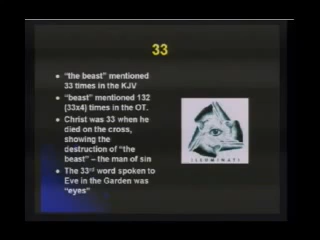 33
• “the beast” mentioned
33 times in the KJV
• “beast” mentioned 132
(33x4) times in the OT.
• Christ was 33 when he
died on the cross,
showing the
destruction of “the
beast” – the man of sin
• The 33rd word spoken to
Eve in the Garden was
“eyes”
ILLUMINATI